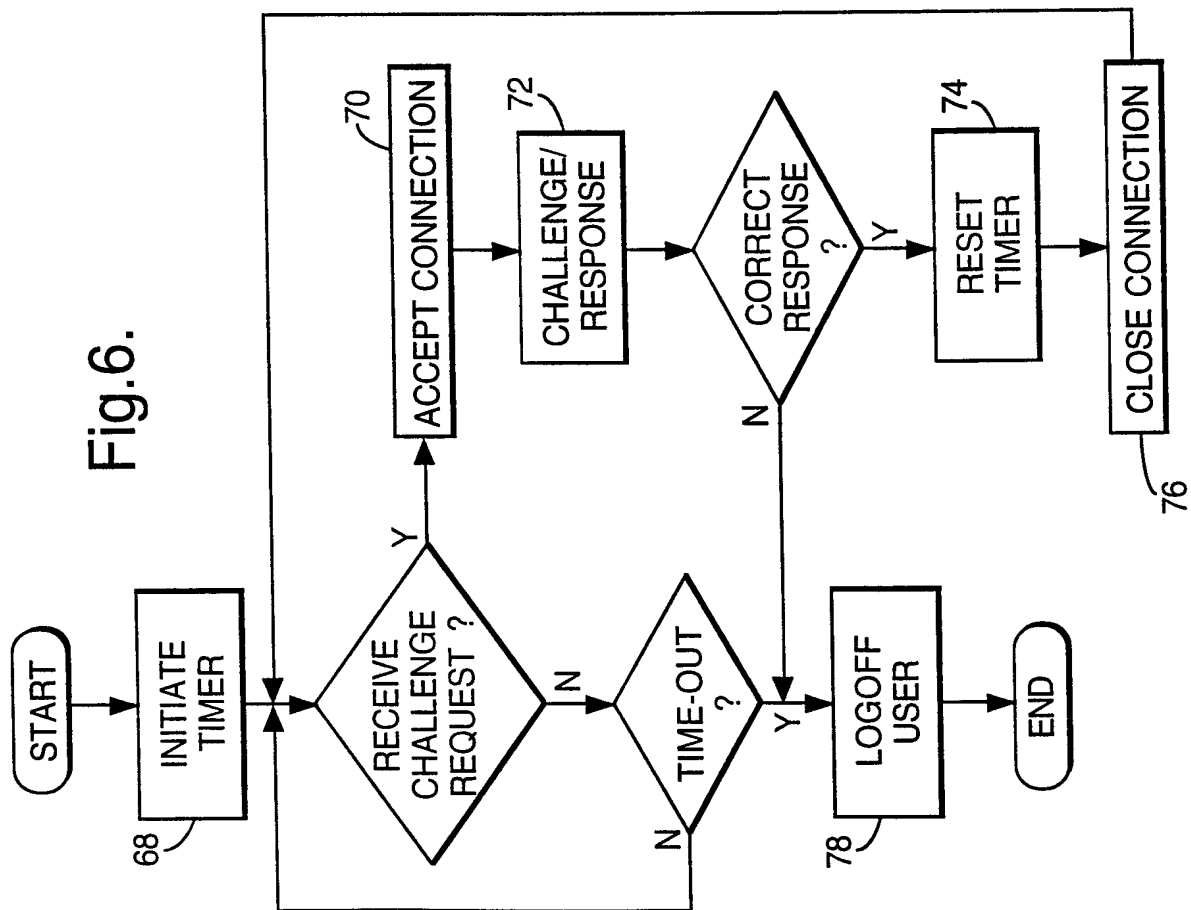 Fig.6.
START
INITIATE
TIMER
68
RECEIVE
CHALLENGE
REQUEST ?
Y
N
TIME-OUT
?
N
Y
LOGOFF
USER
78
END
70
ACCEPT CONNECTION
72
CHALLENGE/
RESPONSE
CORRECT
RESPONSE
?
N
Y
74
RESET
TIMER
CLOSE CONNECTION
76